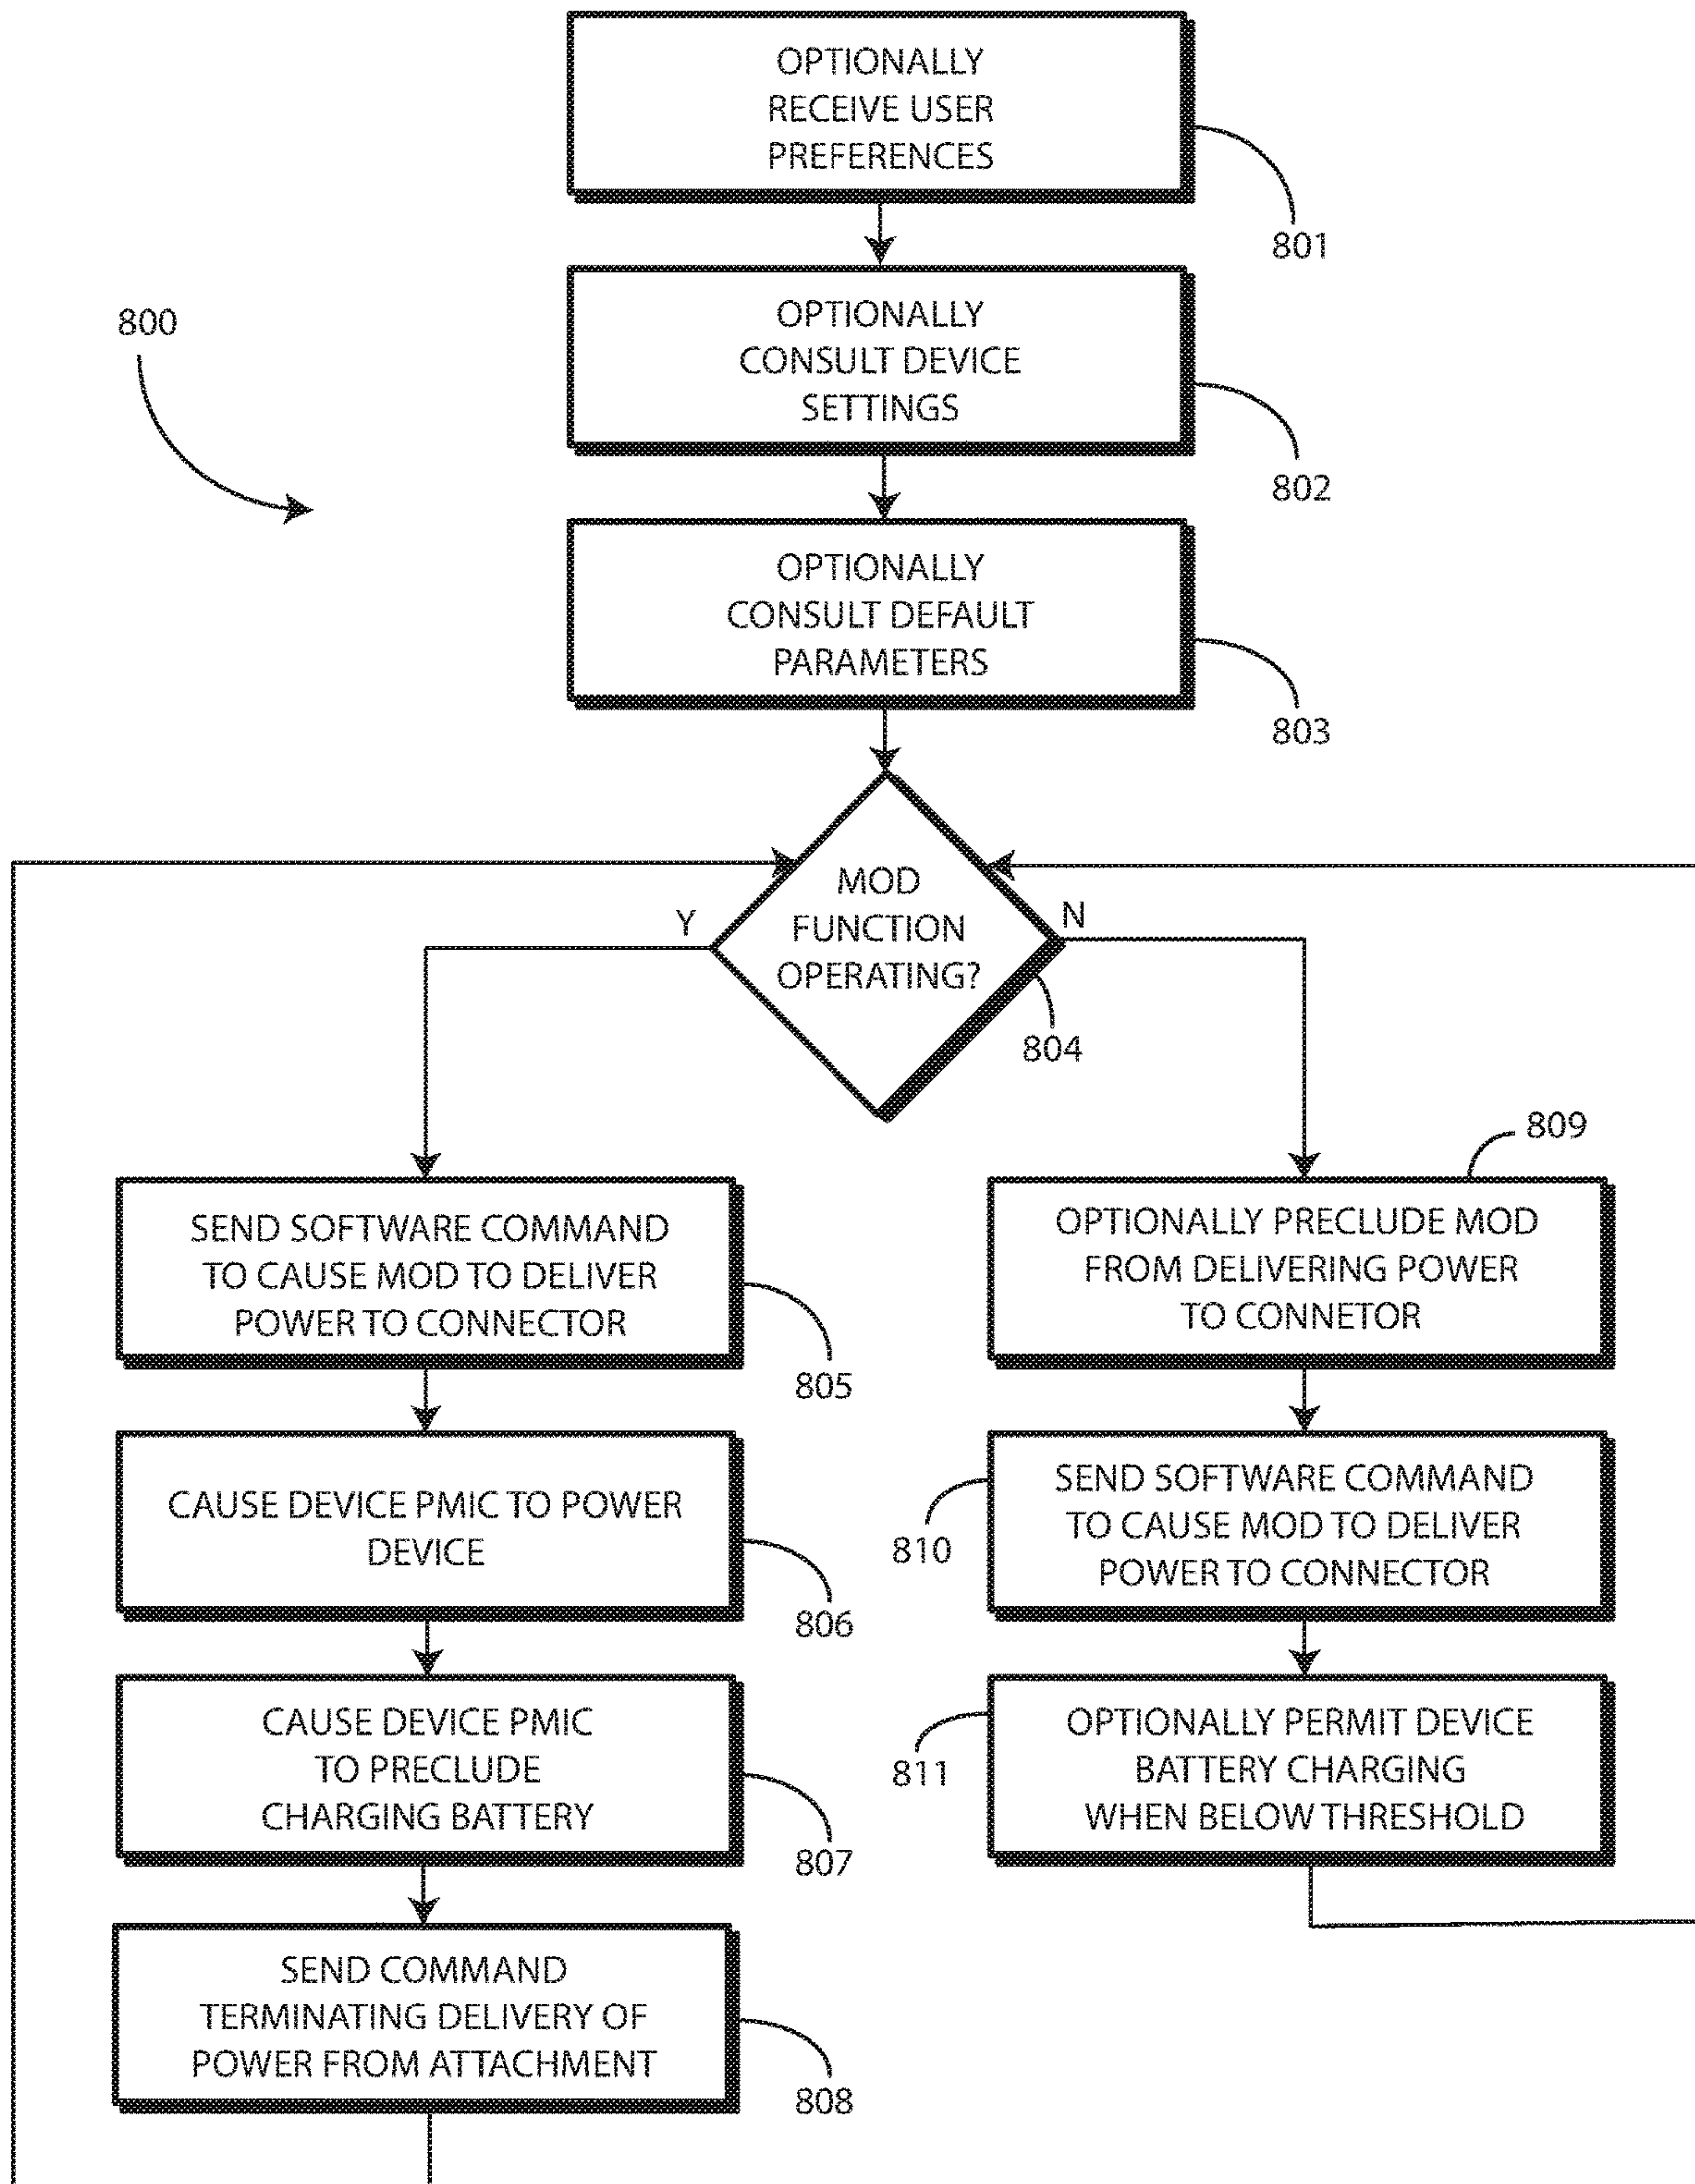 OPTIONALLY
RECEIVE USER
PREFERENCES
801
800
OPTIONALLY
CONSULT DEVICE
SETTINGS
802
OPTIONALLY
CONSULT DEFAULT
PARAMETERS
803
MOD
FUNCTION
OPERATING?
Y
N
804
SEND SOFTWARE COMMAND
TO CAUSE MOD TO DELIVER
POWER TO CONNECTOR
805
CAUSE DEVICE PMIC TO POWER
DEVICE
806
CAUSE DEVICE PMIC
TO PRECLUDE
CHARGING BATTERY
807
SEND COMMAND
TERMINATING DELIVERY OF
POWER FROM ATTACHMENT
808
809
OPTIONALLY PRECLUDE MOD
FROM DELIVERING POWER
TO CONNETOR
SEND SOFTWARE COMMAND
TO CAUSE MOD TO DELIVER
POWER TO CONNECTOR
810
OPTIONALLY PERMIT DEVICE
BATTERY CHARGING
WHEN BELOW THRESHOLD
811